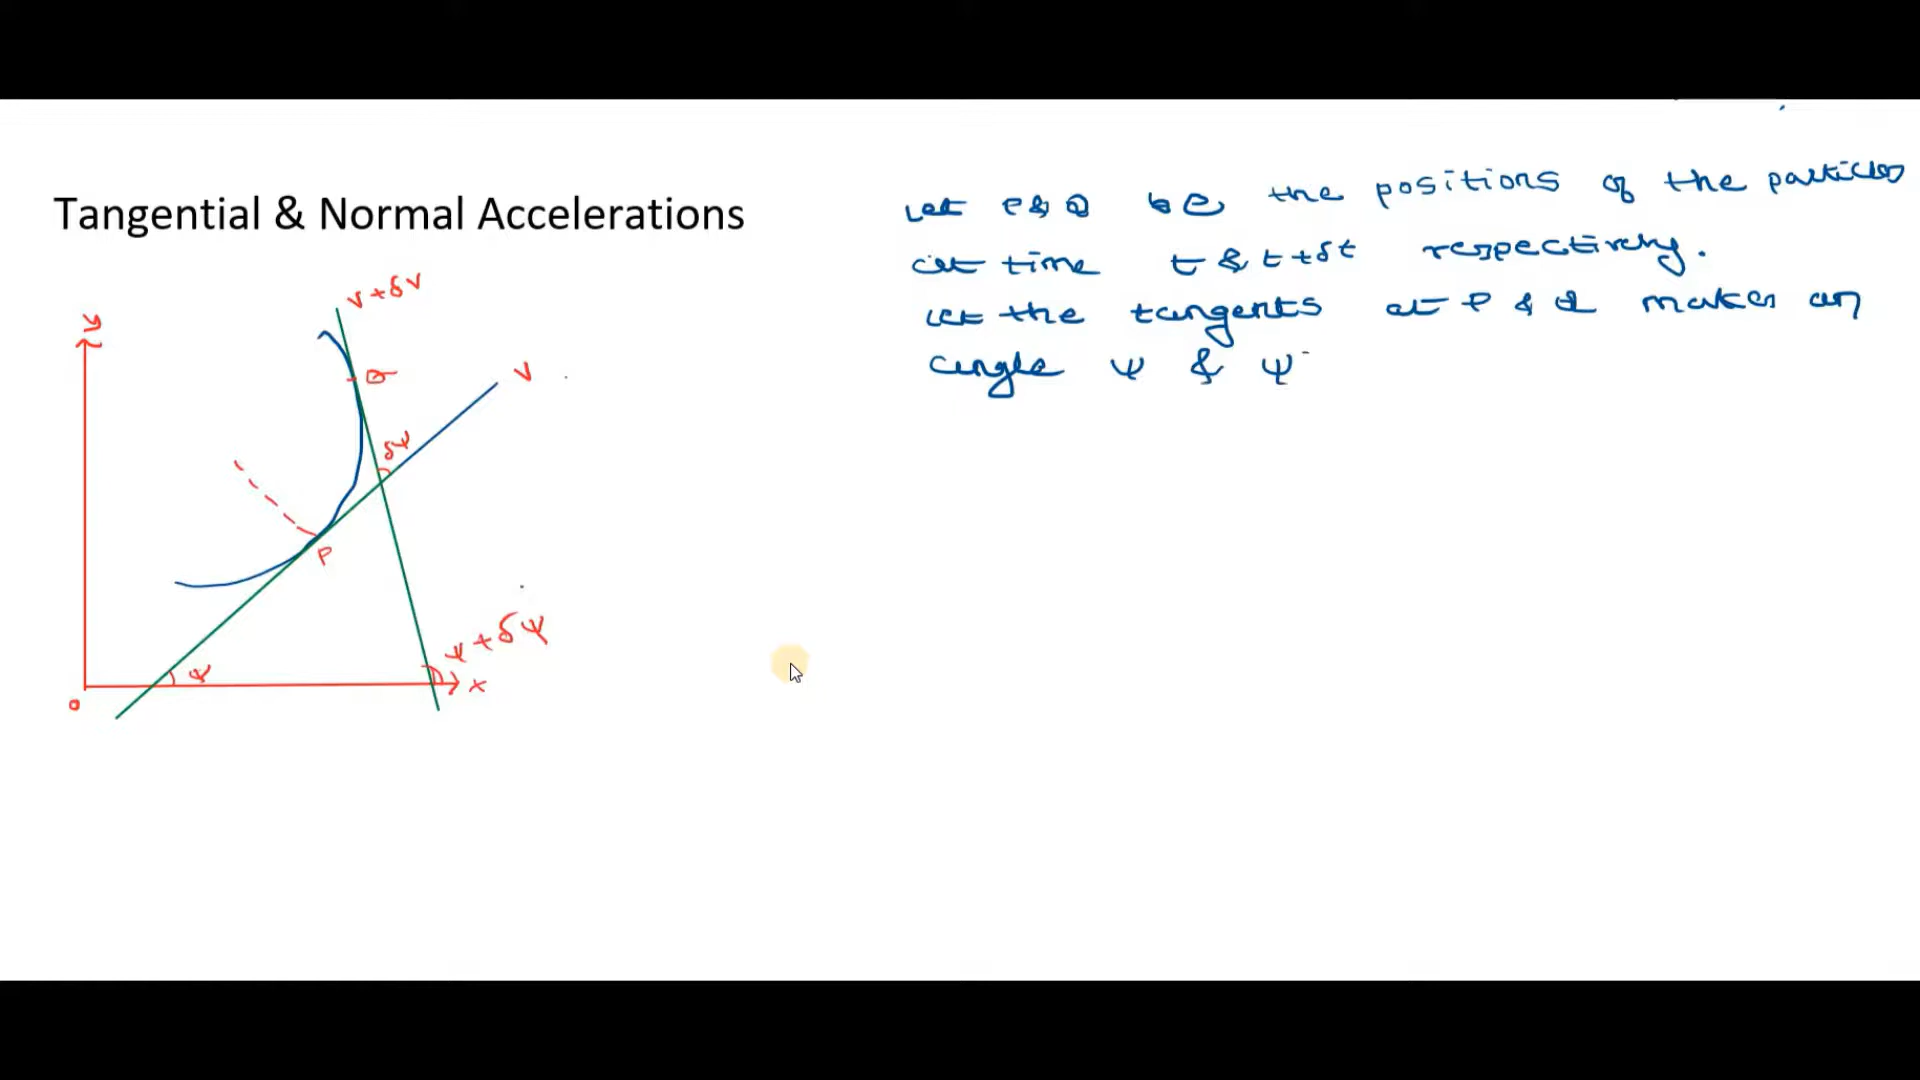 Tangential & Normal Accelerations
Let P & Q be the positions of the particles
at time t & t + δt respectively.
Let the tangents at P & Q makes an
angle ψ & ψ
y
v + δv
Q
v
δψ
P
ψ + δψ
ψ
x
O